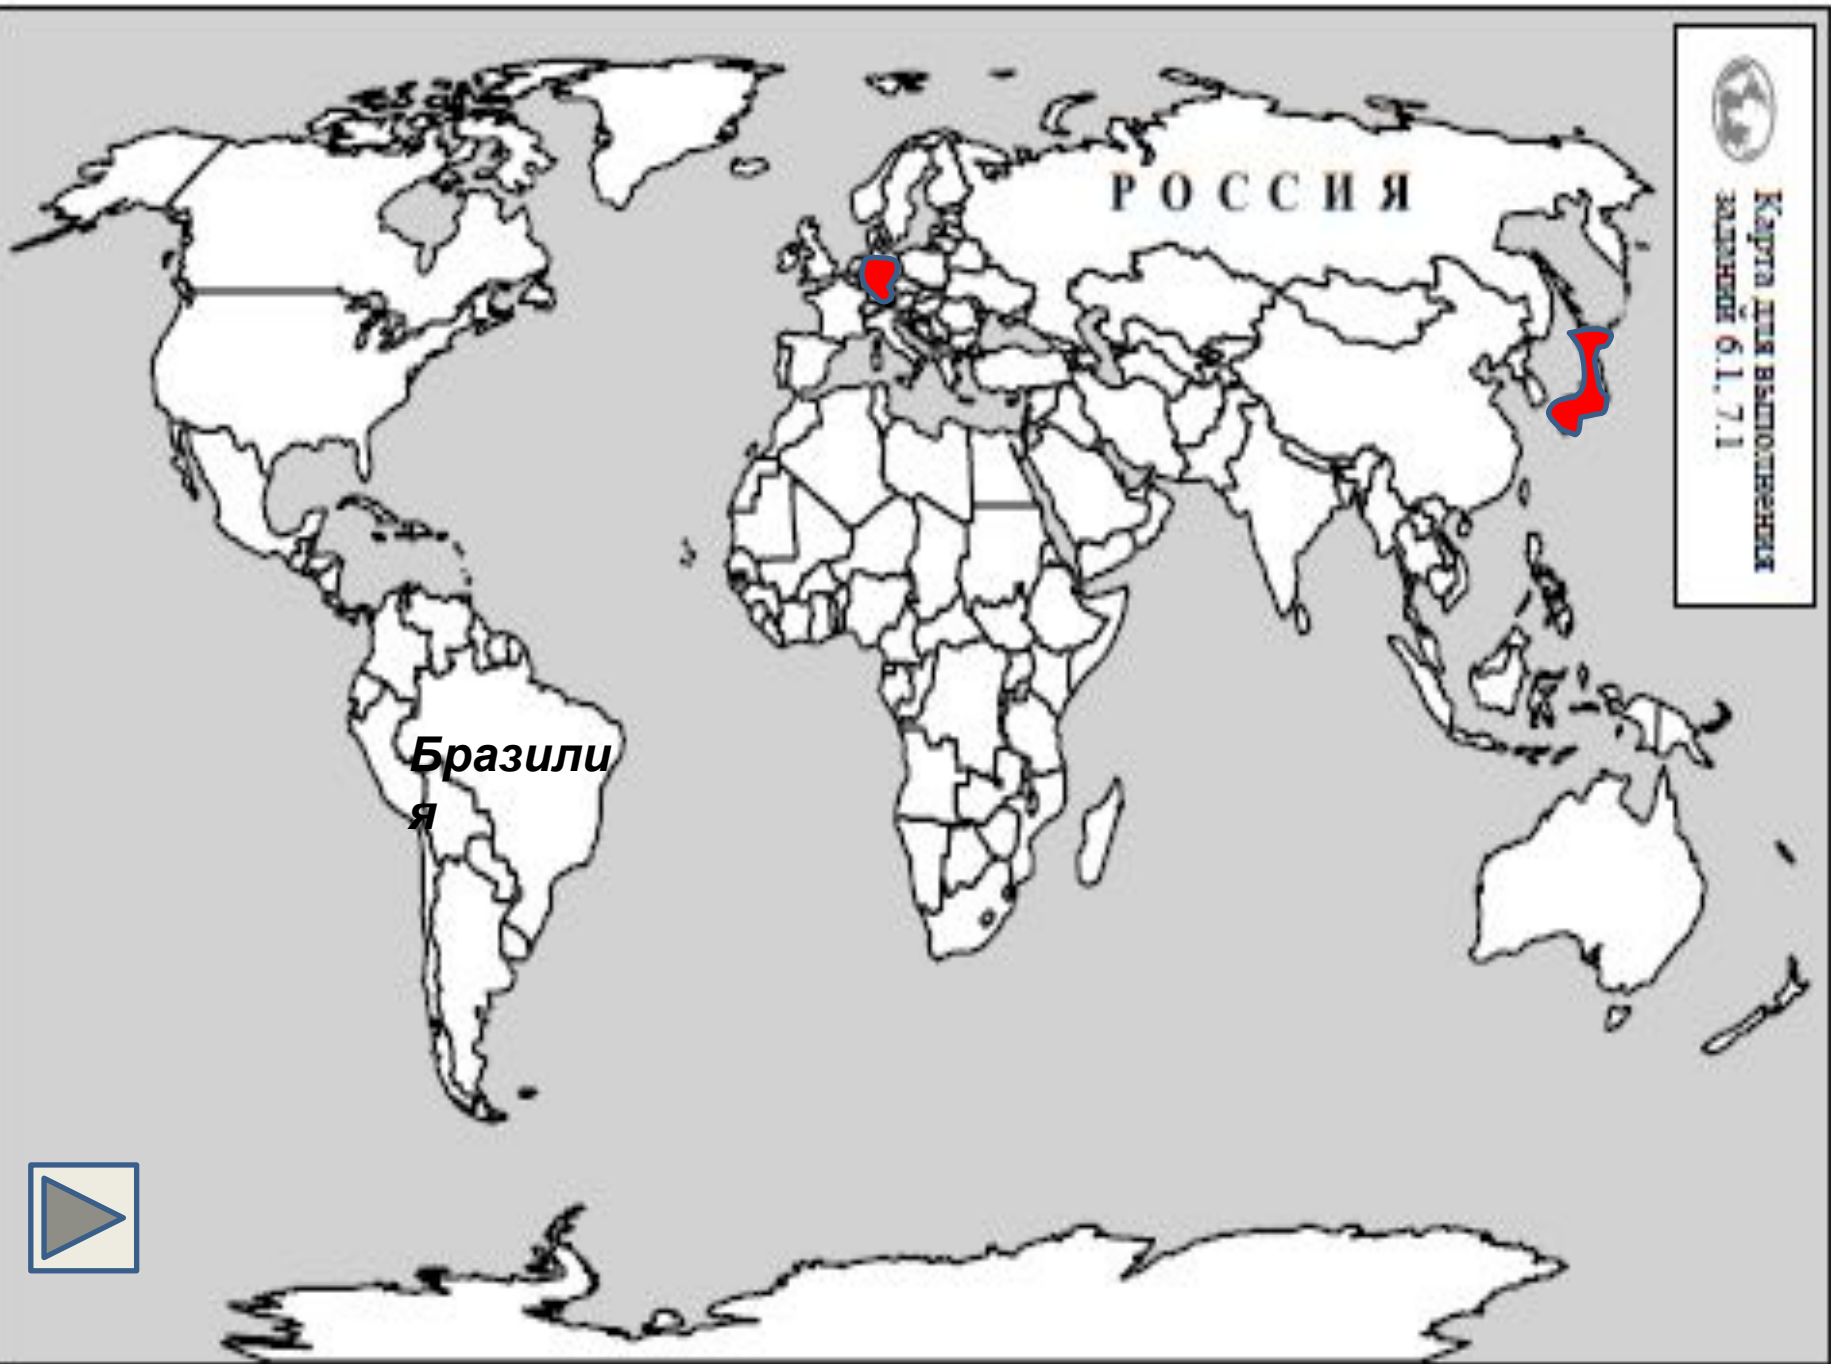 РОССИЯ
Карта для выполнения
заданий 6.1, 7.1
Бразили
я